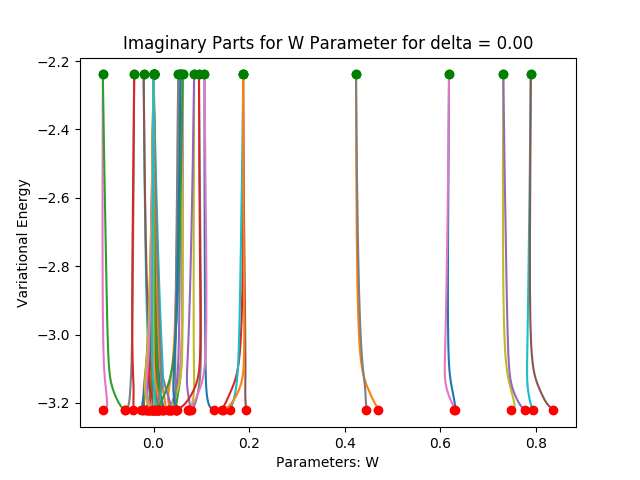 Imaginary Parts for W Parameter for delta = 0.00
−2.2
−2.4
−2.6
−2.8
−3.0
−3.2
Variational Energy
0.0 0.2 0.4 0.6 0.8
Parameters: W